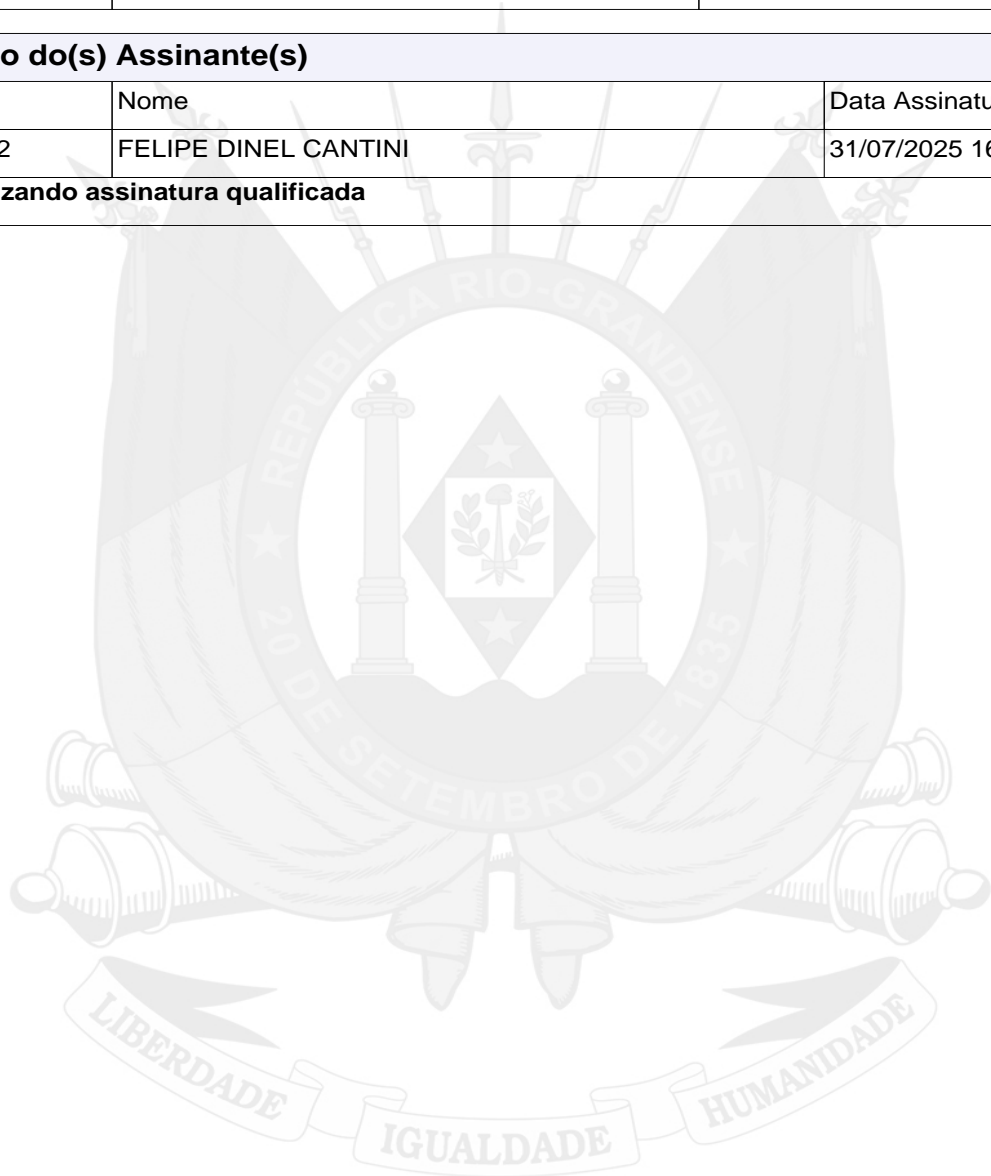 o do(s) Assinante(s)
Nome Data Assinatu
2 FELIPE DINEL CANTINI 31/07/2025 16
zando assinatura qualificada
REPÚBLICA RIO-GRANDENSE
20 DE SETEMBRO DE 1835
LIBERDADE IGUALDADE HUMANIDADE